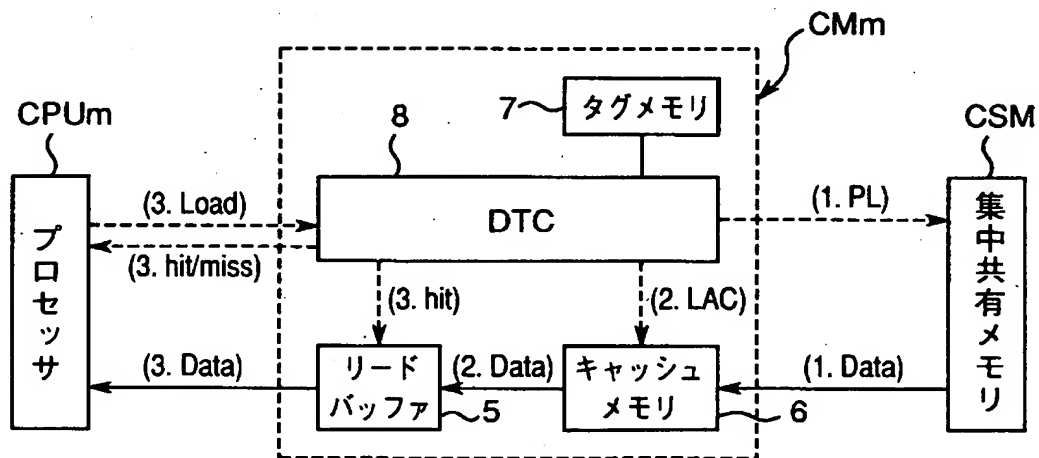 CMm
CPUm
CSM
7
タグメモリ
8
プロセッサ
(3. Load)
DTC
(1. PL)
集中共有メモリ
(3. hit/miss)
(3. hit)
(2. LAC)
(3. Data)
リード
バッファ
5
(2. Data)
キャッシュ
メモリ
6
(1. Data)